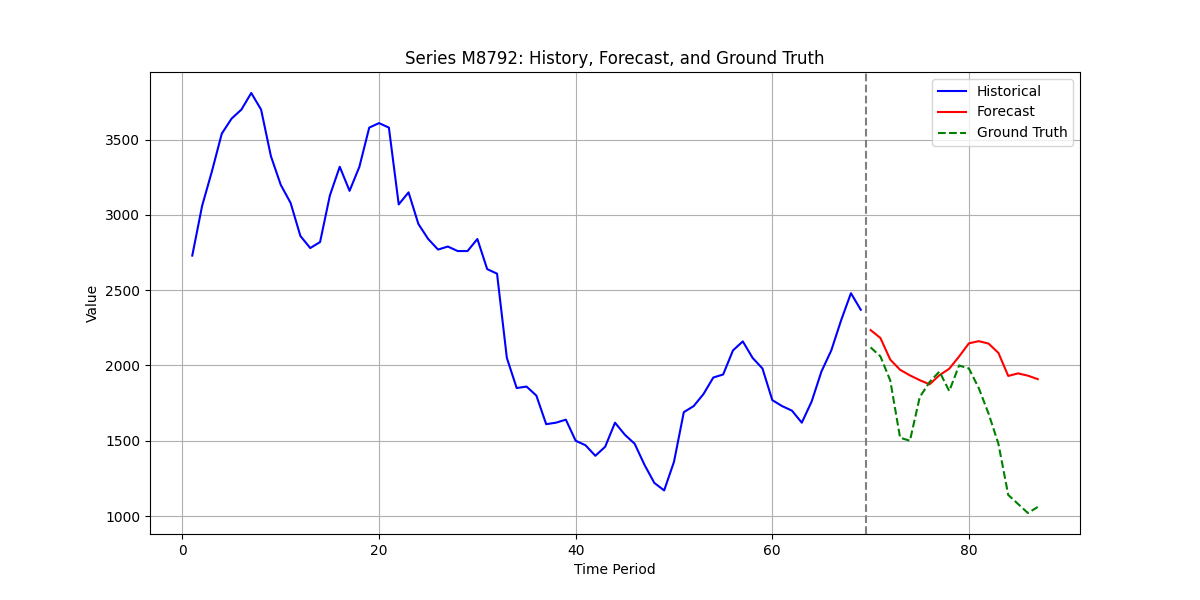 Series M8792: History, Forecast, and Ground Truth
Historical
Forecast
Ground Truth
Value
3500
3000
2500
2000
1500
1000
0 20 40 60 80
Time Period